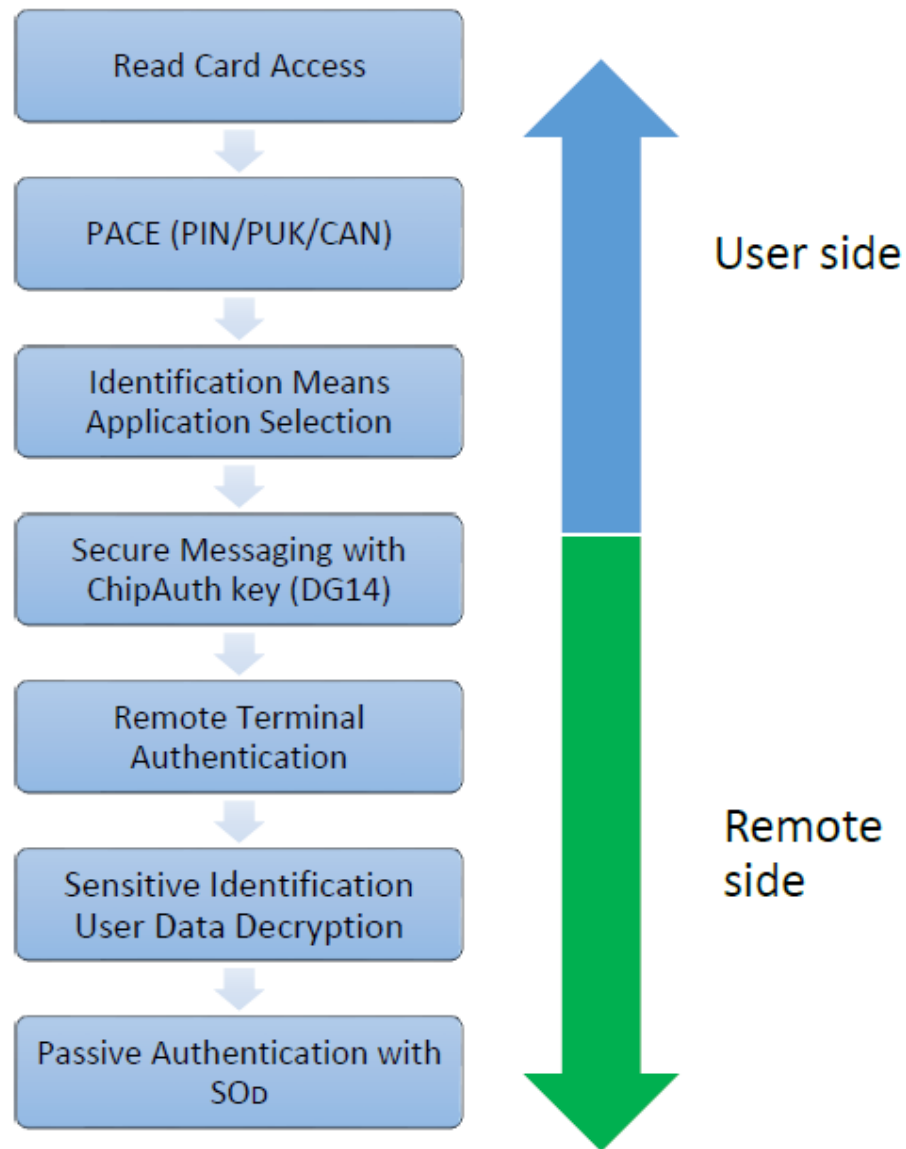 Read Card Access
PACE (PIN/PUK/CAN)
Identification Means
Application Selection
Secure Messaging with
ChipAuth key (DG14)
Remote Terminal
Authentication
Sensitive Identification
User Data Decryption
Passive Authentication with
SOD
User side
Remote
side